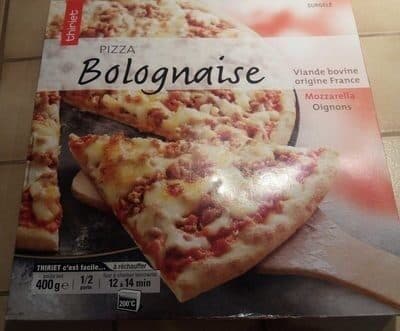 SURGELÉ
thiriet
PIZZA
Bolognaise
Viande bovine
origine France
Mozzarella
Oignons
THIRIET c'est facile... à réchauffer
400g e 1/2 12 à 14 min
200°C